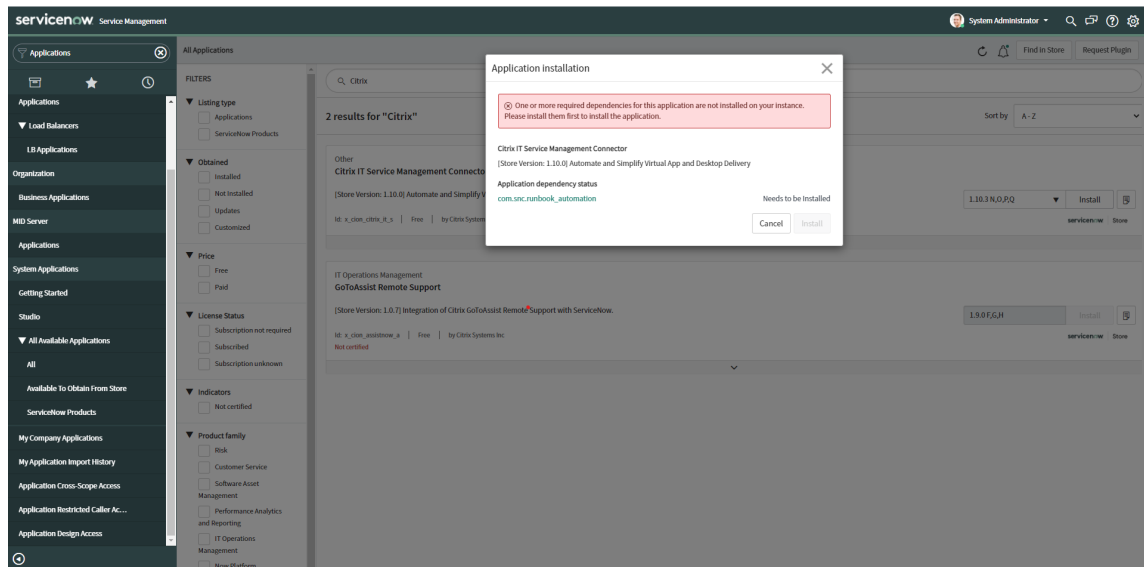 servicenow Service Management
System Administrator
Applications
All Applications
Find in Store
Request Plugin
Applications
Load Balancers
LB Applications
Organization
Business Applications
MID Server
Applications
System Applications
Getting Started
Studio
All Available Applications
All
Available To Obtain From Store
ServiceNow Products
My Company Applications
My Application Import History
Application Cross-Scope Access
Application Restricted Caller Ac...
Application Design Access
FILTERS
Listing type
Applications
ServiceNow Products
Obtained
Installed
Not Installed
Updates
Customized
Price
Free
Paid
License Status
Subscription not required
Subscribed
Subscription unknown
Indicators
Not certified
Product family
Risk
Customer Service
Software Asset
Management
Performance Analytics
and Reporting
IT Operations
Management
Now Platform
Citrix
2 results for "Citrix"
Sort by A - Z
Other
Citrix IT Service Management Connecto
[Store Version: 1.10.0] Automate and Simplify V
Id: x_cion_citrix_it_s | Free | by Citrix System
1.10.3 N,O,P,Q
Install
servicenow Store
IT Operations Management
GoToAssist Remote Support
[Store Version: 1.0.7] Integration of Citrix GoToAssist Remote Support with ServiceNow.
Id: x_cion_assistnow_a | Free | by Citrix Systems Inc
Not certified
1.9.0 F,G,H
Install
servicenow Store
Application installation
One or more required dependencies for this application are not installed on your instance.
Please install them first to install the application.
Citrix IT Service Management Connector
[Store Version: 1.10.0] Automate and Simplify Virtual App and Desktop Delivery
Application dependency status
com.snc.runbook_automation Needs to be Installed
Cancel
Install